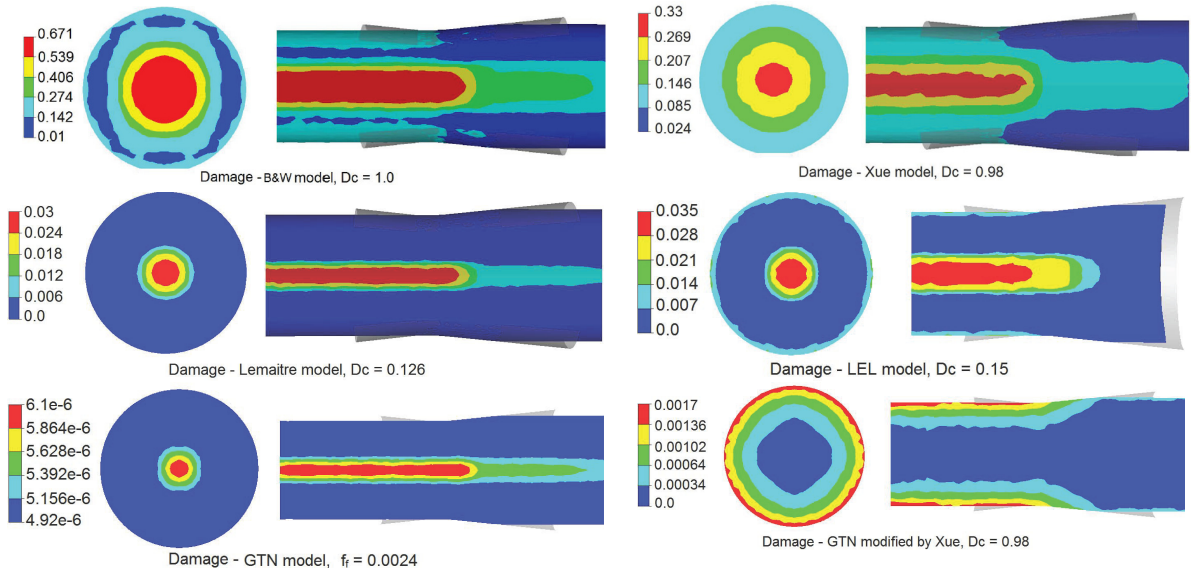 0.671
0.539
0.406
0.274
0.142
0.01
Damage - B&W model, Dc = 1.0
0.33
0.269
0.207
0.146
0.085
0.024
Damage - Xue model, Dc = 0.98
0.03
0.024
0.018
0.012
0.006
0.0
Damage - Lemaitre model, Dc = 0.126
0.035
0.028
0.021
0.014
0.007
0.0
Damage - LEL model, Dc = 0.15
6.1e-6
5.864e-6
5.628e-6
5.392e-6
5.156e-6
4.92e-6
Damage - GTN model, f_f = 0.0024
0.0017
0.00136
0.00102
0.00064
0.00034
0.0
Damage - GTN modified by Xue, Dc = 0.98